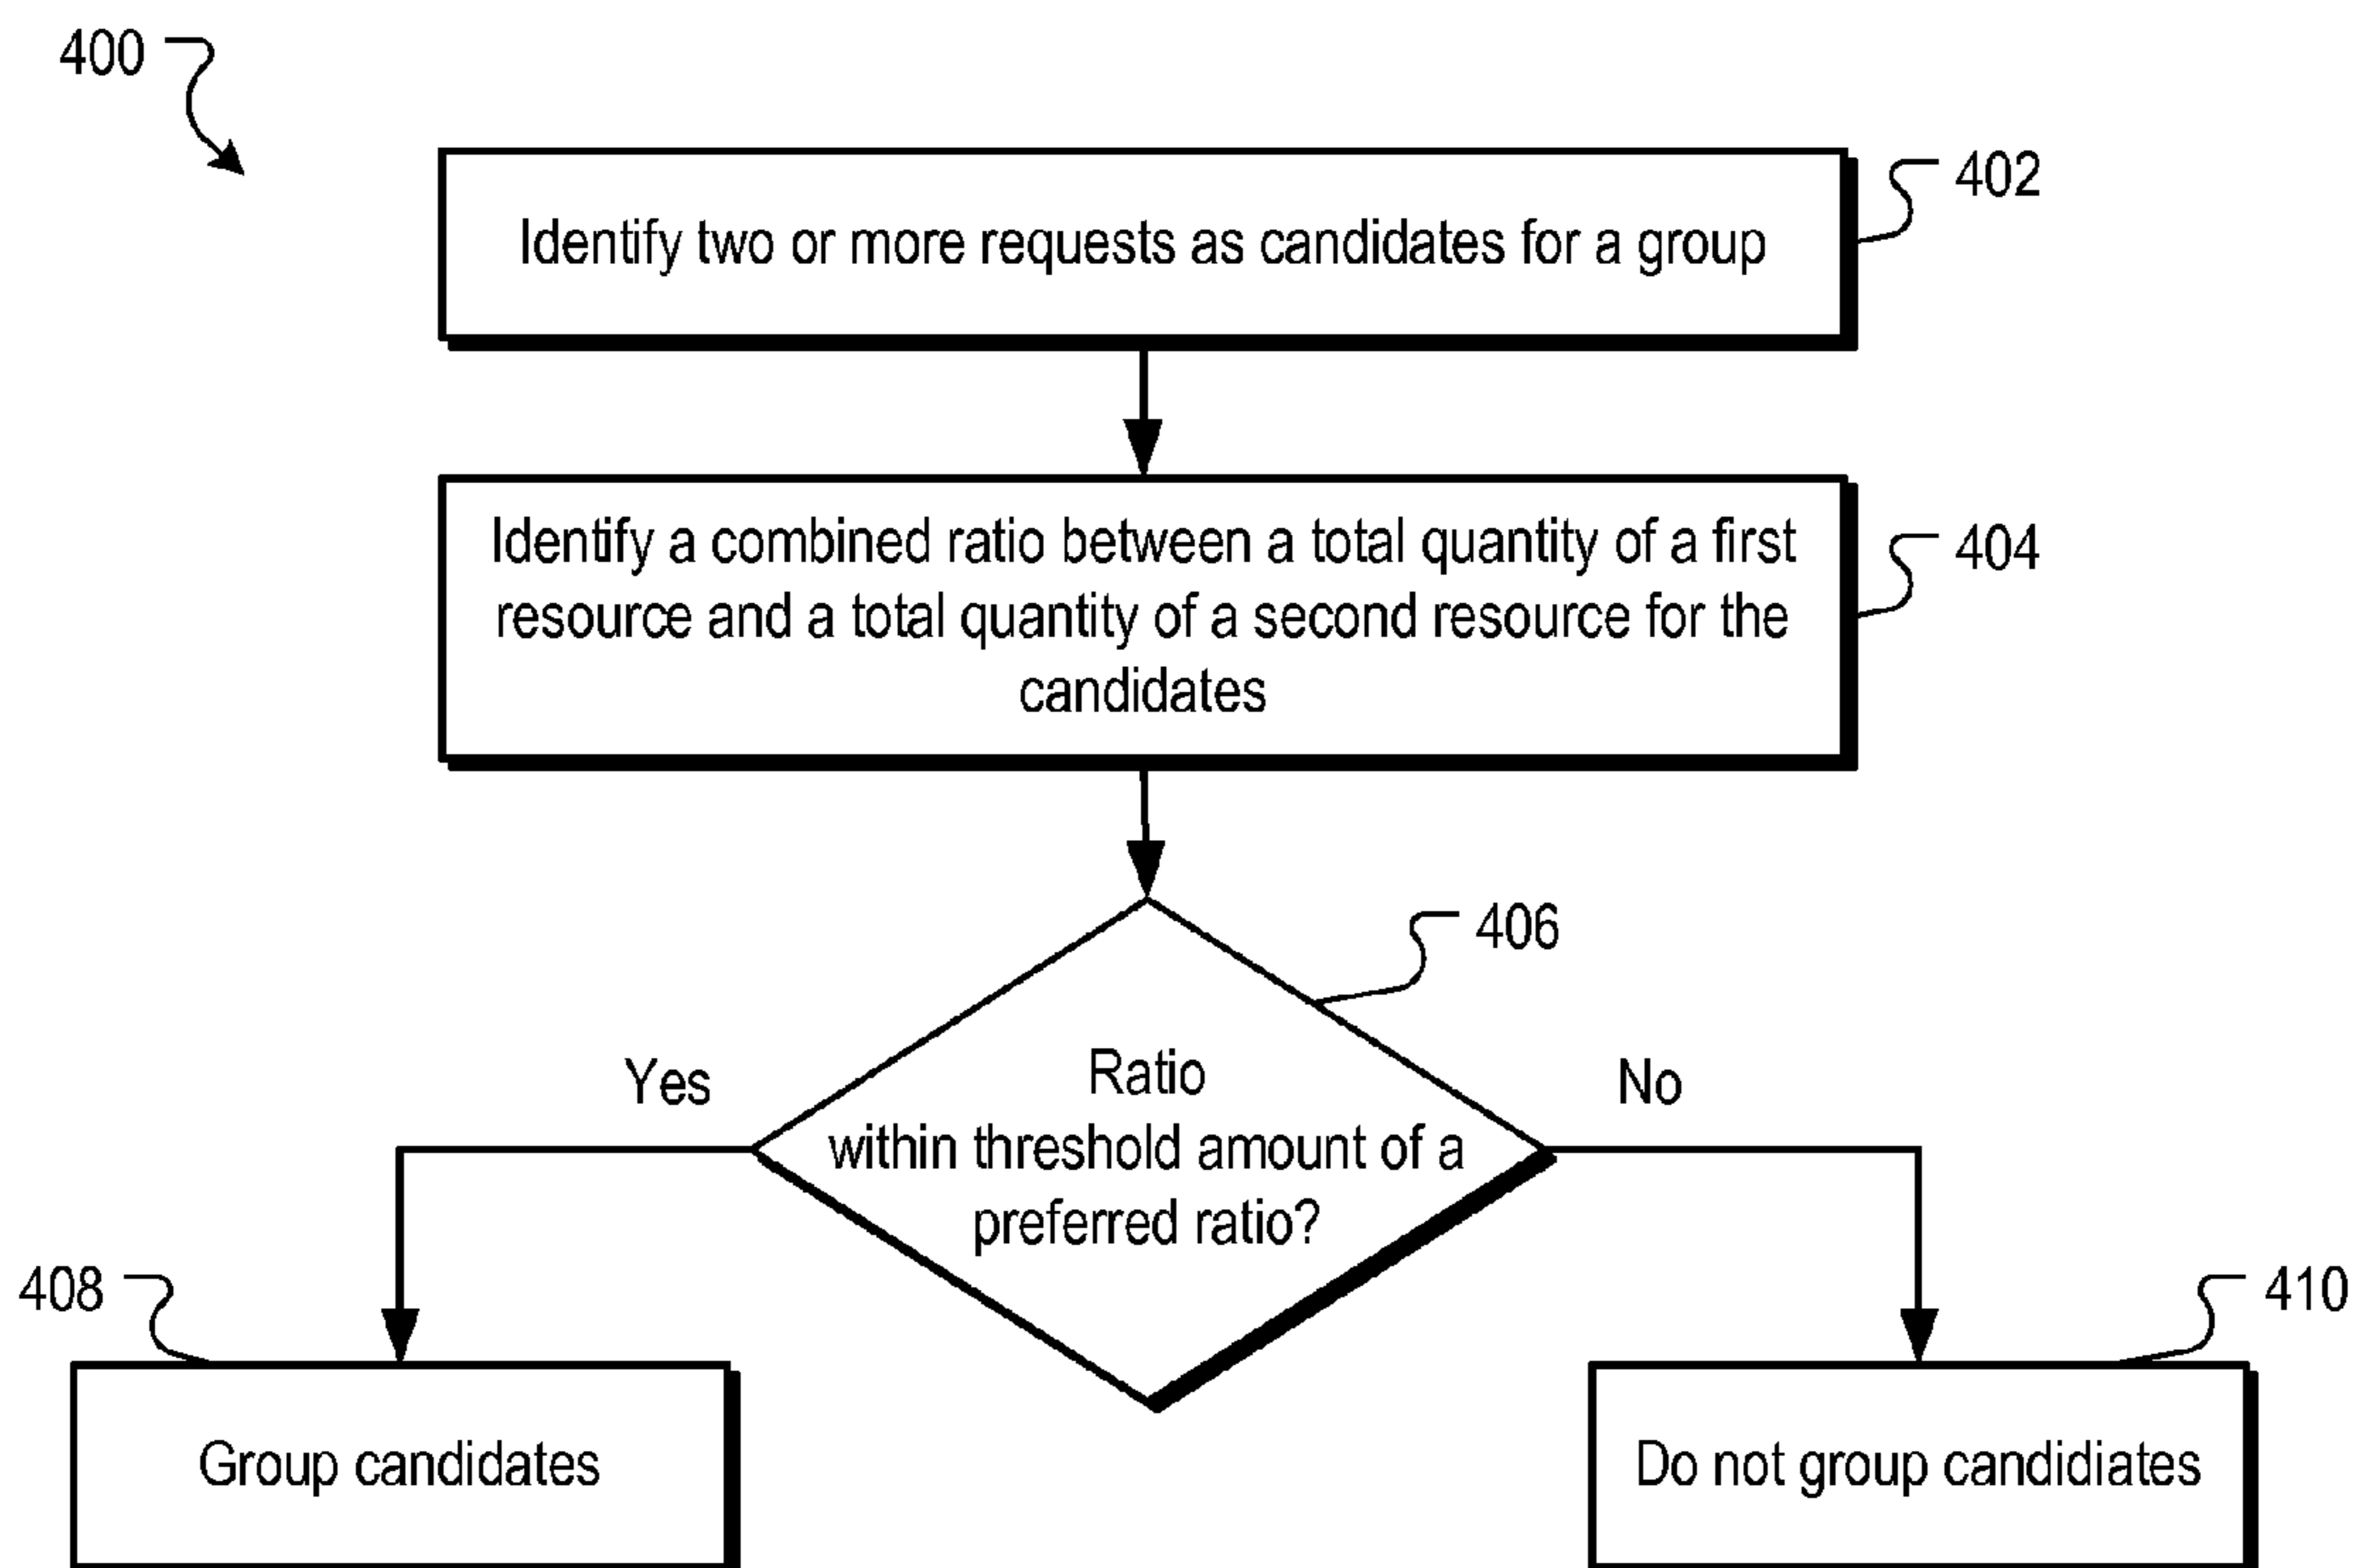 400
402
Identify two or more requests as candidates for a group
404
Identify a combined ratio between a total quantity of a first
resource and a total quantity of a second resource for the
candidates
406
Yes
No
Ratio
within threshold amount of a
preferred ratio?
408
410
Group candidates
Do not group candidiates